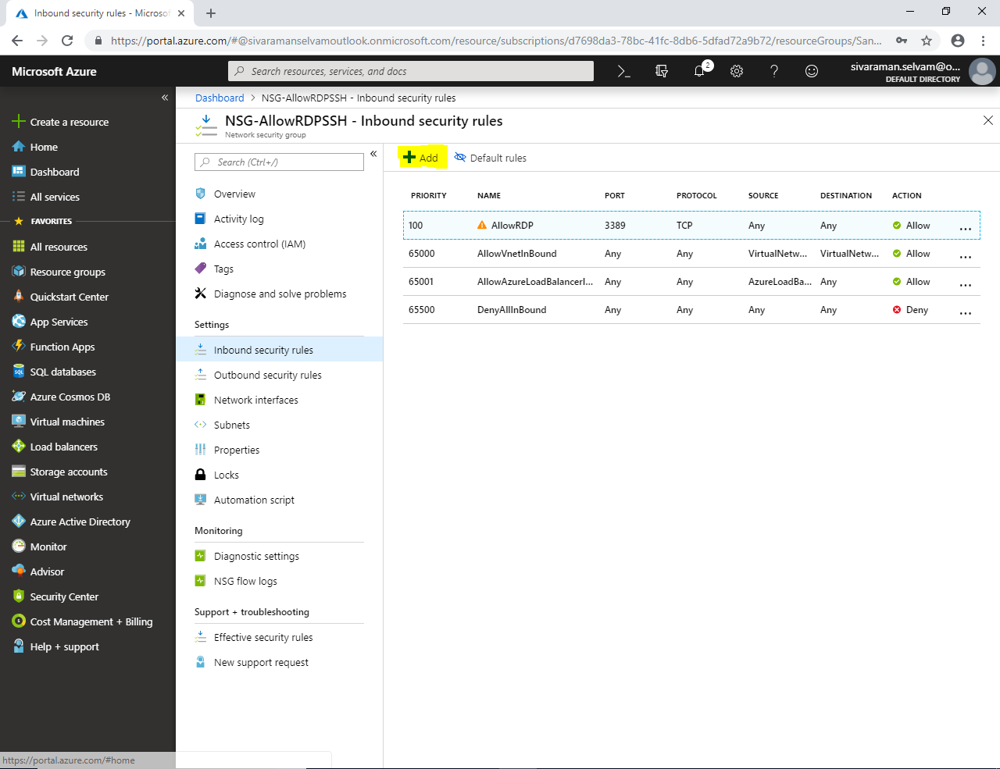 Inbound security rules - Microsof
https://portal.azure.com/#@sivaramanselvamoutlook.onmicrosoft.com/resource/subscriptions/d7698da3-78bc-41fc-8db6-5dfad72a9b72/resourceGroups/San...
Microsoft Azure
Search resources, services, and docs
2
sivaraman.selvam@o...
DEFAULT DIRECTORY
Create a resource
Home
Dashboard
All services
FAVORITES
All resources
Resource groups
Quickstart Center
App Services
Function Apps
SQL databases
Azure Cosmos DB
Virtual machines
Load balancers
Storage accounts
Virtual networks
Azure Active Directory
Monitor
Advisor
Security Center
Cost Management + Billing
Help + support
https://portal.azure.com/#home
Dashboard > NSG-AllowRDPSSH - Inbound security rules
NSG-AllowRDPSSH - Inbound security rules
Network security group
Search (Ctrl+/)
Overview
Activity log
Access control (IAM)
Tags
Diagnose and solve problems
Settings
Inbound security rules
Outbound security rules
Network interfaces
Subnets
Properties
Locks
Automation script
Monitoring
Diagnostic settings
NSG flow logs
Support + troubleshooting
Effective security rules
New support request
Add Default rules
PRIORITY NAME PORT PROTOCOL SOURCE DESTINATION ACTION
100 AllowRDP 3389 TCP Any Any Allow ...
65000 AllowVnetInBound Any Any VirtualNetw... VirtualNetw... Allow ...
65001 AllowAzureLoadBalancerI... Any Any AzureLoadBa... Any Allow ...
65500 DenyAllInBound Any Any Any Any Deny ...